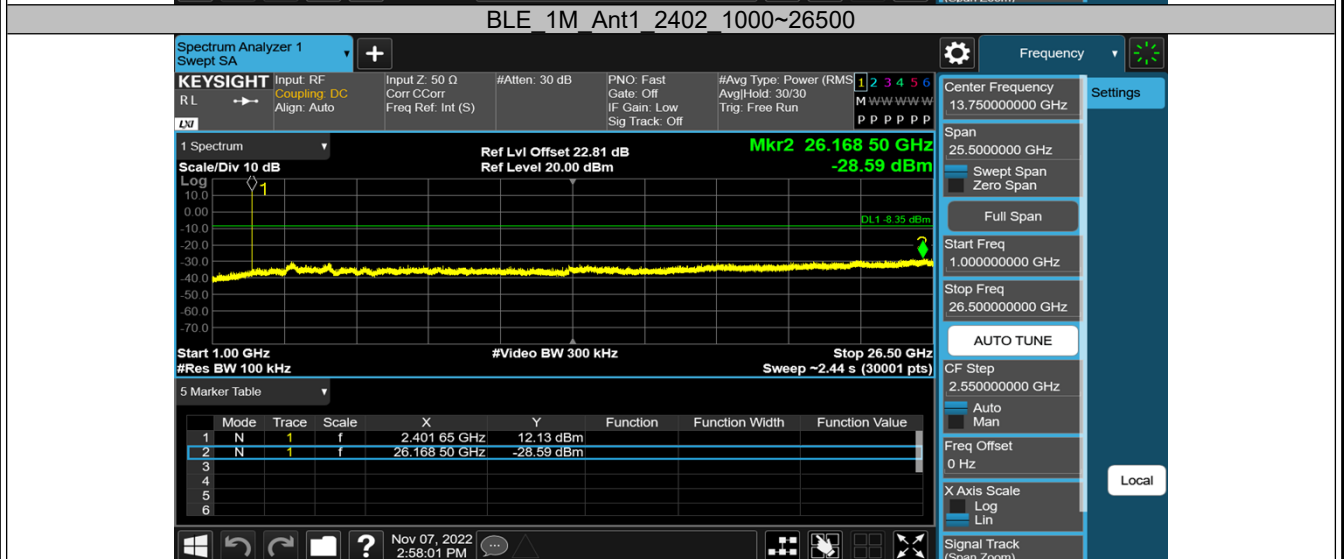 (Span Zoom)
BLE_1M_Ant1_2402_1000~26500
Spectrum Analyzer 1
Swept SA
+
Frequency
KEYSIGHT
RL
LXI
Input: RF
Coupling: DC
Align: Auto
Input Z: 50 Ω
Corr CCorr
Freq Ref: Int (S)
#Atten: 30 dB
PNO: Fast
Gate: Off
IF Gain: Low
Sig Track: Off
#Avg Type: Power (RMS
Avg|Hold: 30/30
Trig: Free Run
1 2 3 4 5 6
M W W W W W
P P P P P P
1 Spectrum
Scale/Div 10 dB
Ref Lvl Offset 22.81 dB
Ref Level 20.00 dBm
Mkr2 26.168 50 GHz
-28.59 dBm
Log
1
10.0
0.00
DL1 -8.35 dBm
-10.0
-20.0
-30.0
-40.0
-50.0
-60.0
-70.0
Start 1.00 GHz
#Res BW 100 kHz
#Video BW 300 kHz
Stop 26.50 GHz
Sweep ~2.44 s (30001 pts)
5 Marker Table
Mode Trace Scale X Y Function Function Width Function Value
1 N 1 f 2.401 65 GHz 12.13 dBm
2 N 1 f 26.168 50 GHz -28.59 dBm
3
4
5
6
Nov 07, 2022
2:58:01 PM
Center Frequency
13.750000000 GHz
Settings
Span
25.5000000 GHz
Swept Span
Zero Span
Full Span
Start Freq
1.000000000 GHz
Stop Freq
26.500000000 GHz
AUTO TUNE
CF Step
2.550000000 GHz
Auto
Man
Freq Offset
0 Hz
Local
X Axis Scale
Log
Lin
Signal Track
(Span Zoom)